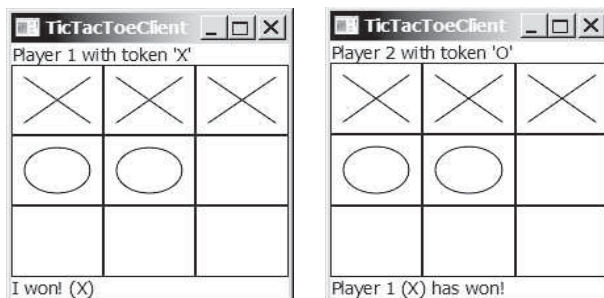 TicTacToeClient
Player 1 with token 'X'
I won! (X)
TicTacToeClient
Player 2 with token 'O'
Player 1 (X) has won!